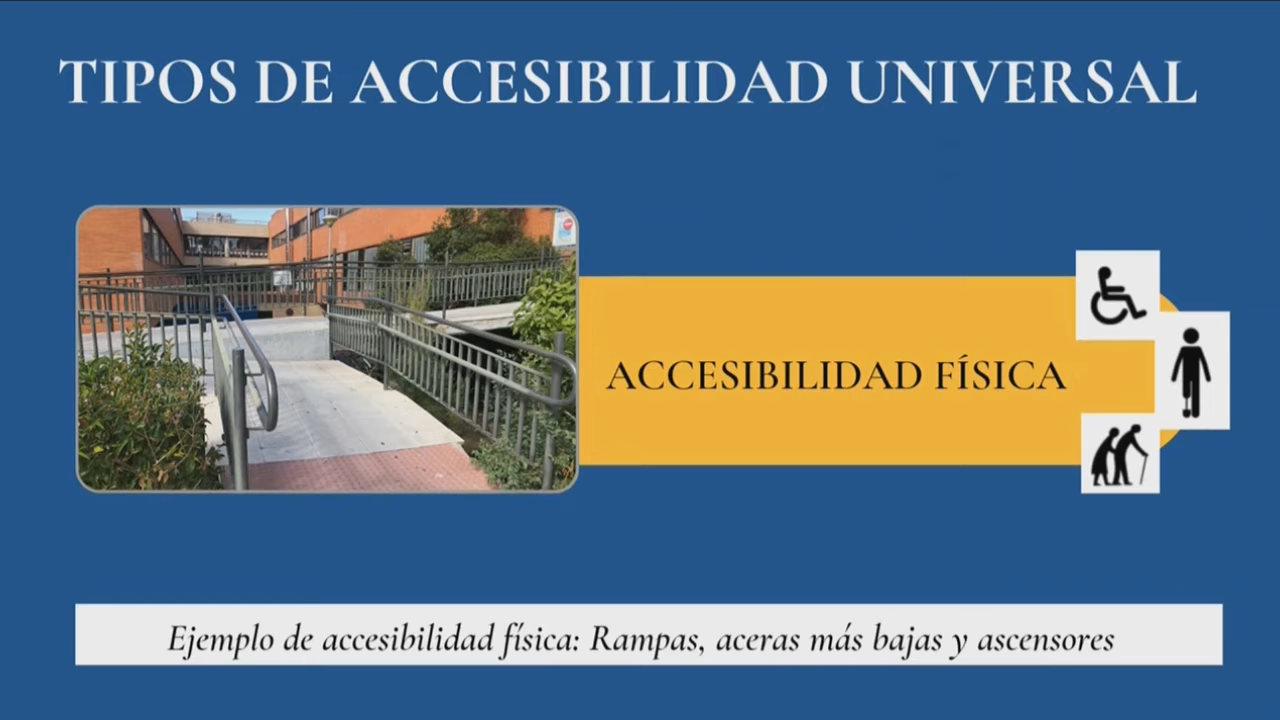 TIPOS DE ACCESIBILIDAD UNIVERSAL
ACCESIBILIDAD FÍSICA
Ejemplo de accesibilidad física: Rampas, aceras más bajas y ascensores